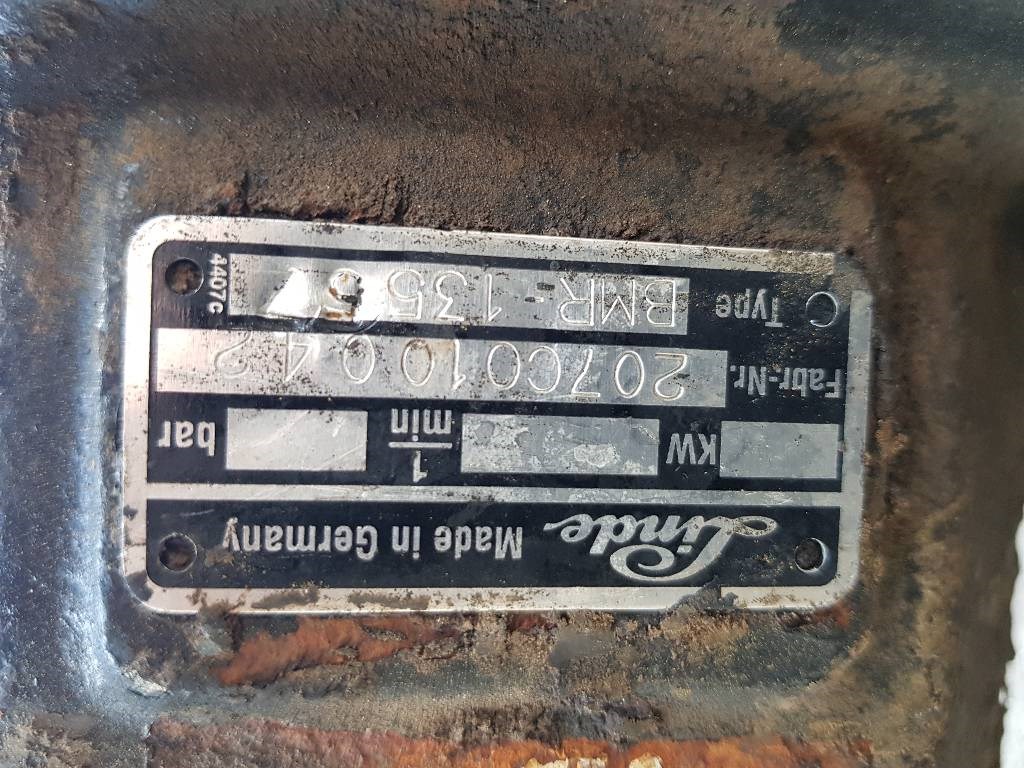 Linde Made in Germany
kW 1/min bar
Fabr-Nr. 207C010042
Type BMR-135
4407c